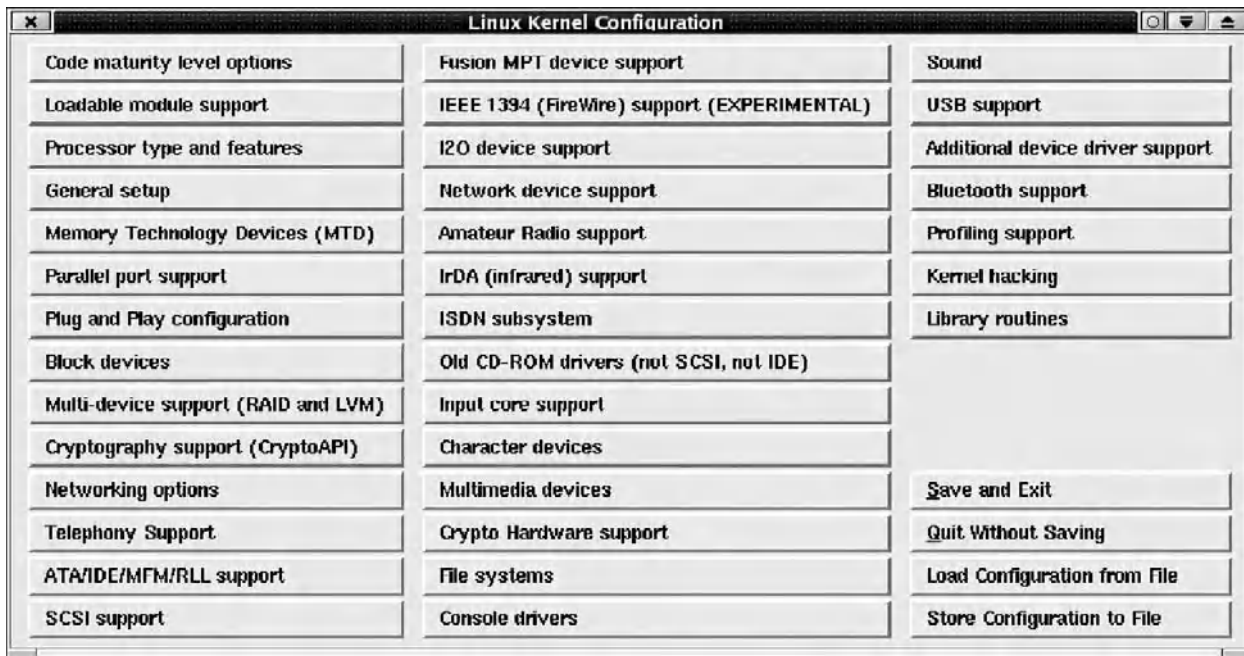 Linux Kernel Configuration
Code maturity level options
Loadable module support
Processor type and features
General setup
Memory Technology Devices (MTD)
Parallel port support
Plug and Play configuration
Block devices
Multi-device support (RAID and LVM)
Cryptography support (CryptoAPI)
Networking options
Telephony Support
ATA/IDE/MFM/RLL support
SCSI support
Fusion MPT device support
IEEE 1394 (FireWire) support (EXPERIMENTAL)
I2O device support
Network device support
Amateur Radio support
IrDA (infrared) support
ISDN subsystem
Old CD-ROM drivers (not SCSI, not IDE)
Input core support
Character devices
Multimedia devices
Crypto Hardware support
File systems
Console drivers
Sound
USB support
Additional device driver support
Bluetooth support
Profiling support
Kernel hacking
Library routines
Save and Exit
Quit Without Saving
Load Configuration from File
Store Configuration to File